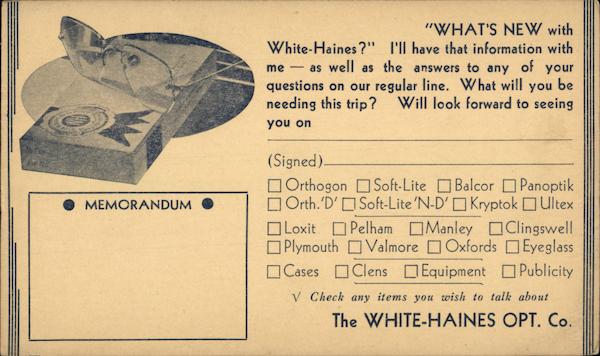 "WHAT'S NEW with
White-Haines?" I'll have that information with
me — as well as the answers to any of your
questions on our regular line. What will you be
needing this trip? Will look forward to seeing
you on
(Signed)
Orthogon Soft-Lite Balcor Panoptik
Orth.'D' Soft-Lite 'N-D' Kryptok Ultex
Loxit Pelham Manley Clingswell
Plymouth Valmore Oxfords Eyeglass
Cases Clens Equipment Publicity
√ Check any items you wish to talk about
The WHITE-HAINES OPT. Co.
MEMORANDUM